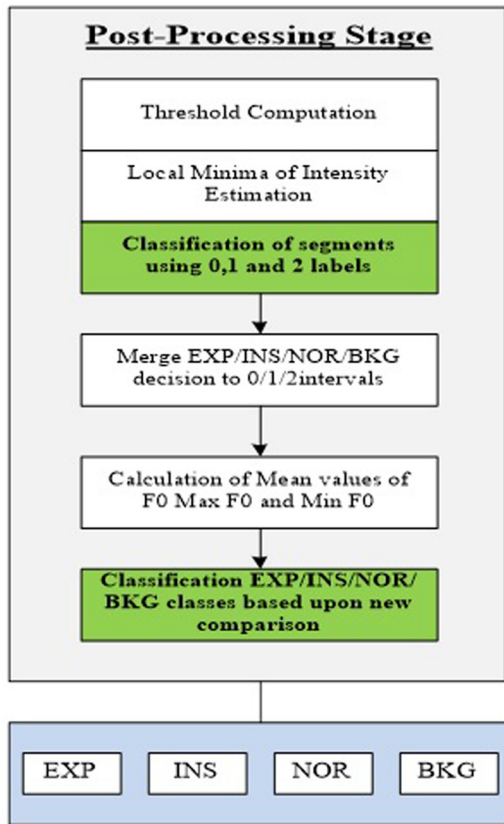 Post-Processing Stage
Threshold Computation
Local Minima of Intensity
Estimation
Classification of segments
using 0,1 and 2 labels
Merge EXP/INS/NOR/BKG
decision to 0/1/2intervals
Calculation of Mean values of
F0 Max F0 and Min F0
Classification EXP/INS/NOR/
BKG classes based upon new
comparison
EXP INS NOR BKG